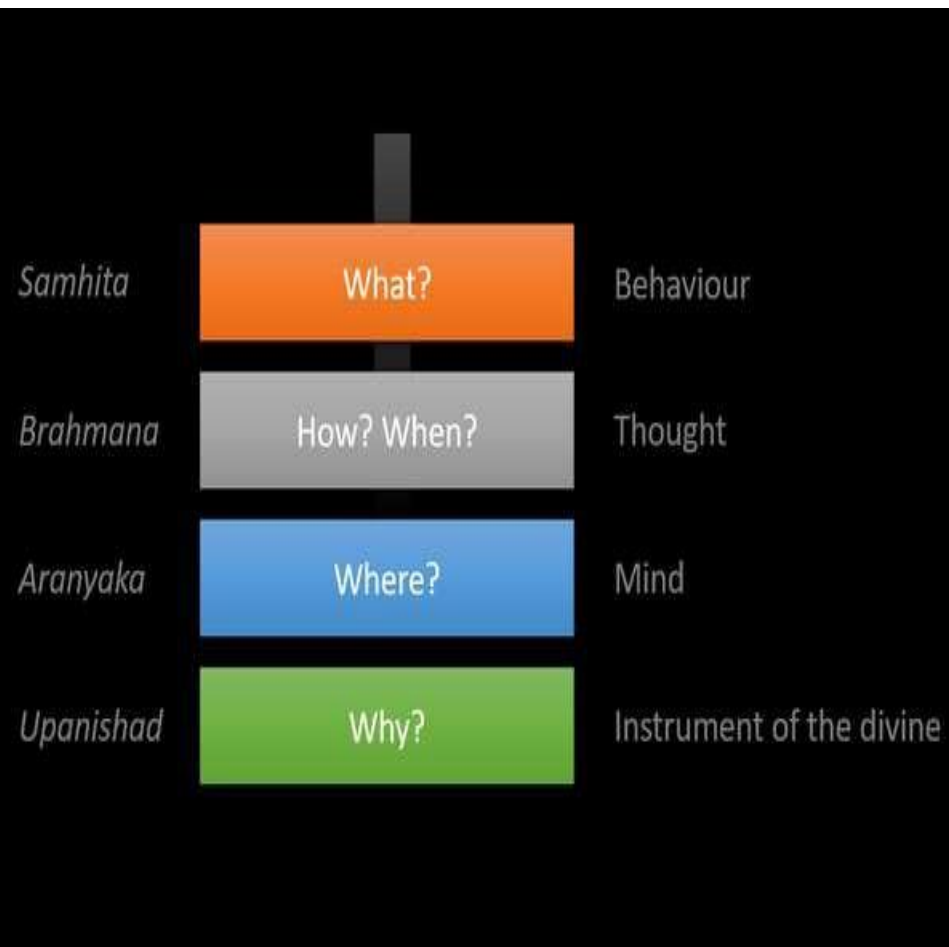 Samhita What? Behaviour
Brahmana How? When? Thought
Aranyaka Where? Mind
Upanishad Why? Instrument of the divine